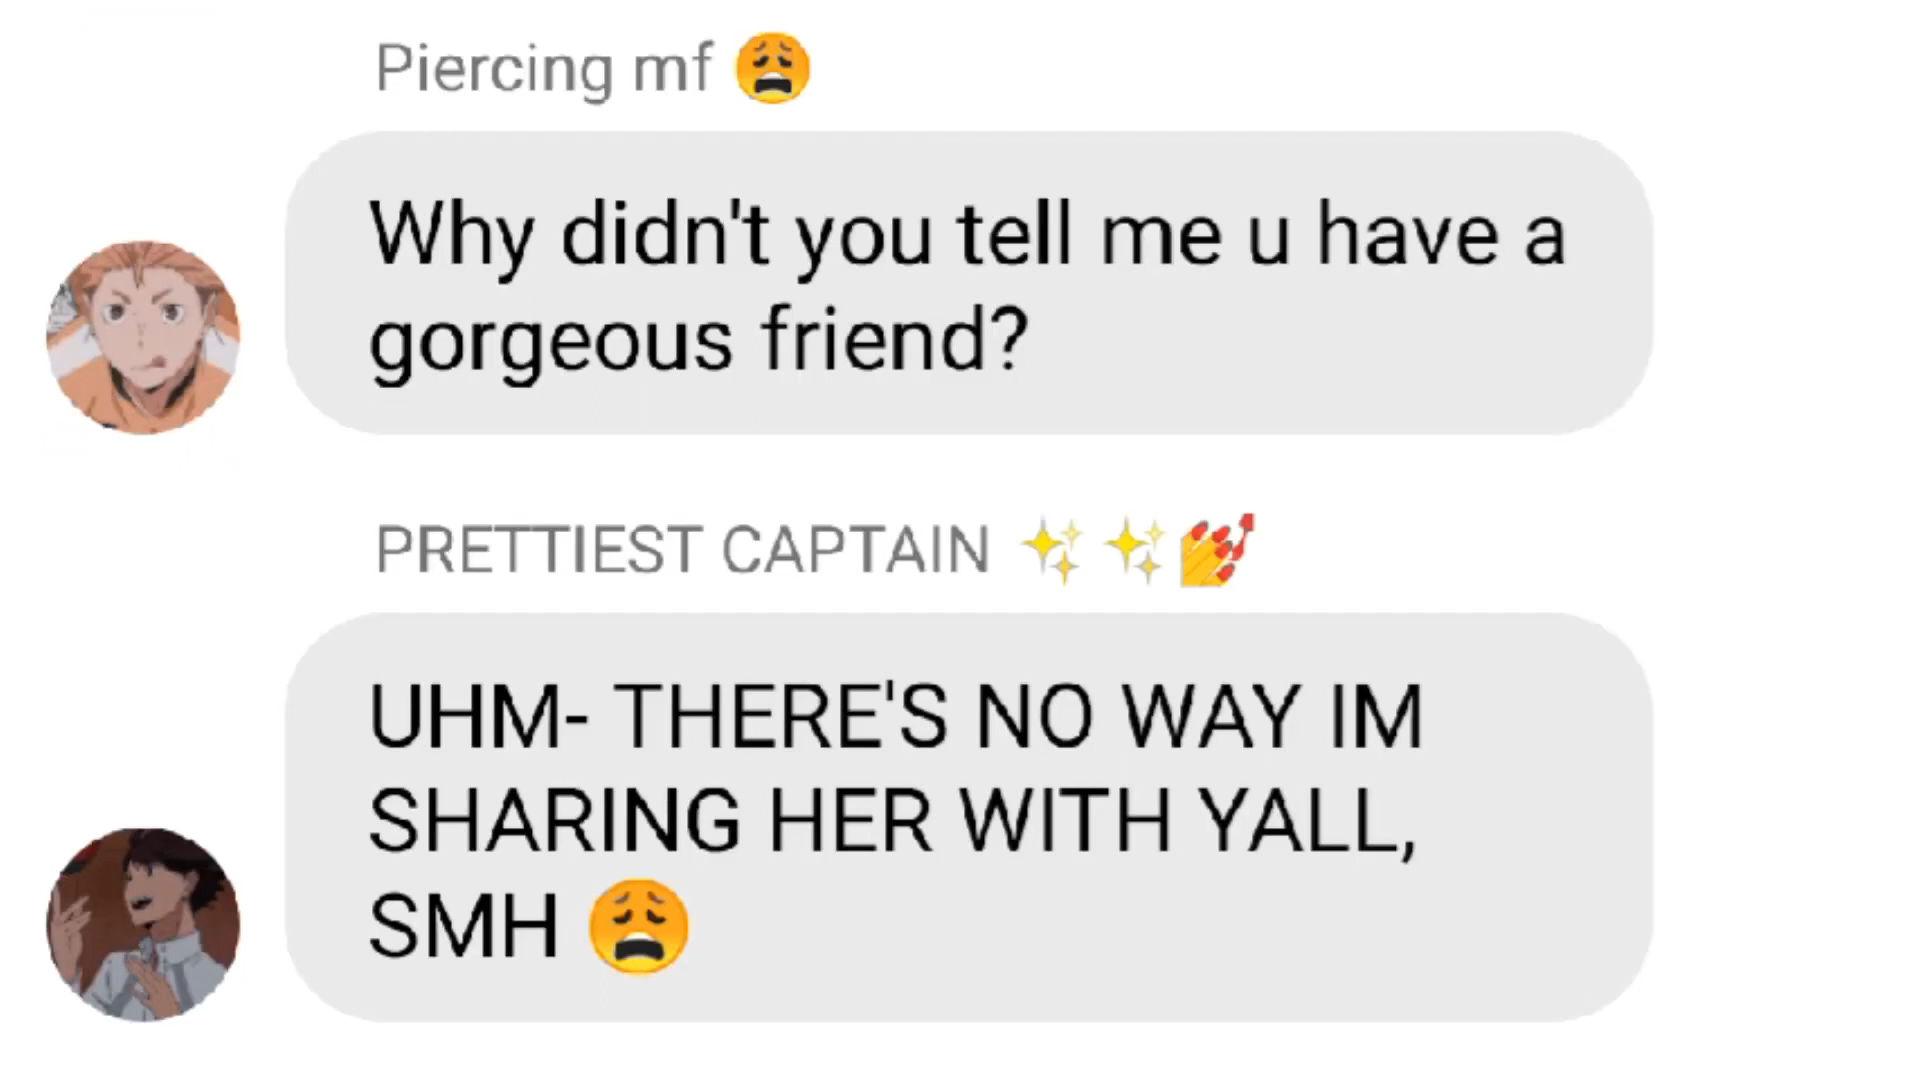 Piercing mf 😩
Why didn't you tell me u have a
gorgeous friend?
PRETTIEST CAPTAIN ✨✨💅
UHM- THERE'S NO WAY IM
SHARING HER WITH YALL,
SMH 😩